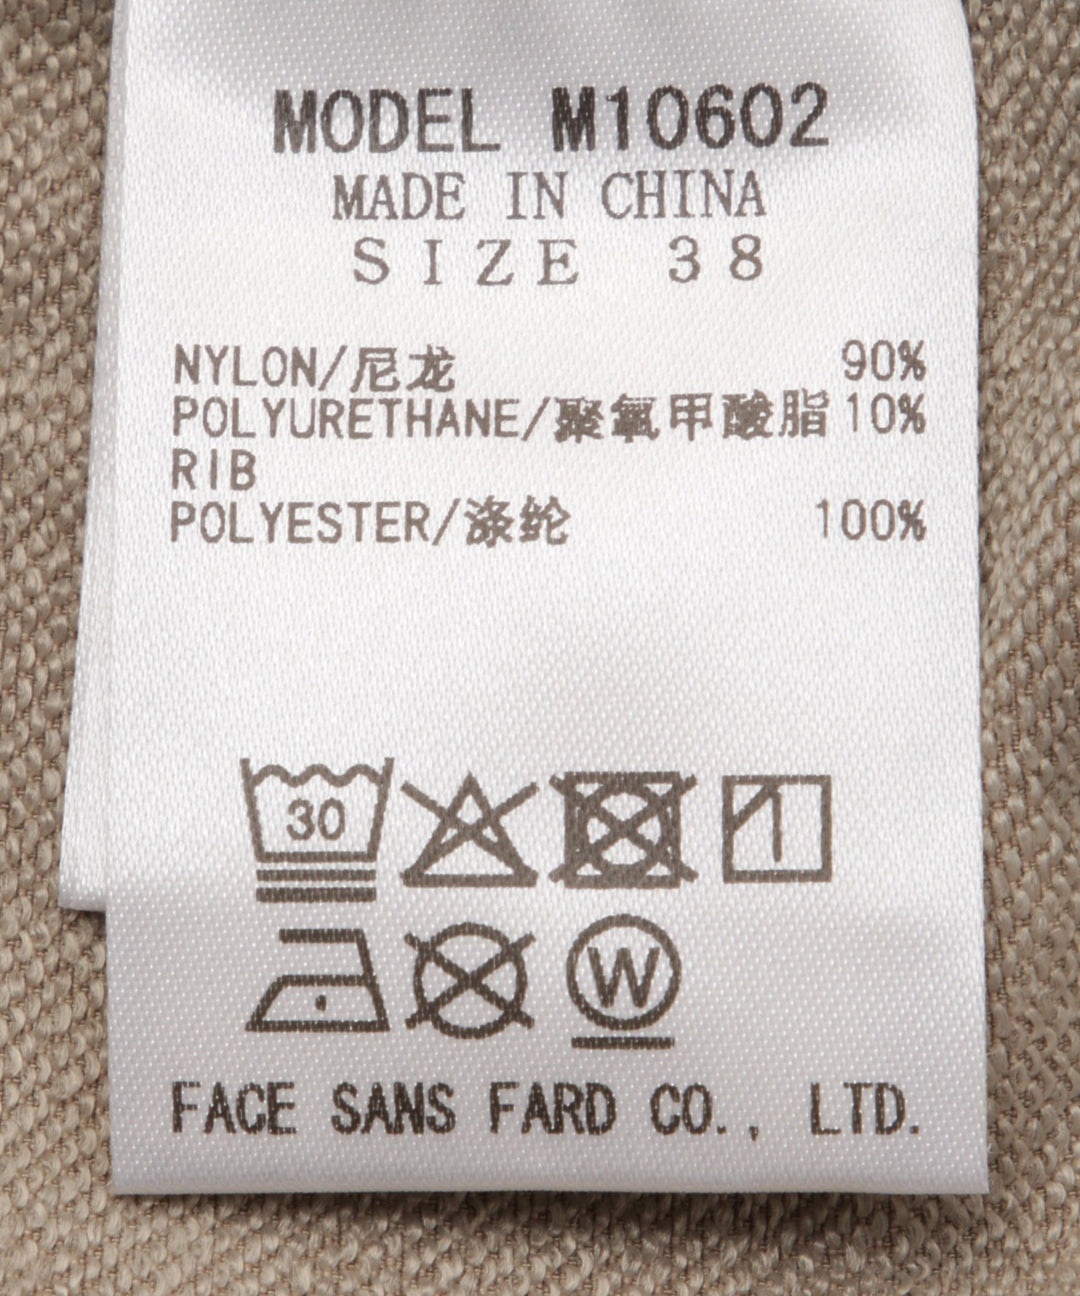 MODEL M10602
MADE IN CHINA
SIZE 38
NYLON/尼龙 90%
POLYURETHANE/聚氧甲酸脂 10%
RIB
POLYESTER/涤纶 100%
30
W
FACE SANS FARD CO., LTD.